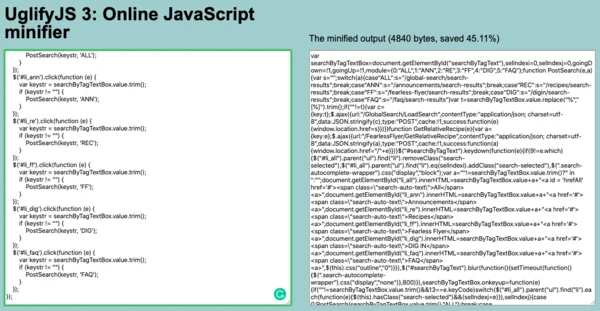 UglifyJS 3: Online JavaScript
minifier
The minified output (4840 bytes, saved 45.11%)
PostSearch(keystr, 'ALL');
}
});
$('#li_ann').click(function (e) {
var keystr = searchByTagTextBox.value.trim();
if (keystr != "") {
PostSearch(keystr, 'ANN');
}
});
$('#li_re').click(function (e) {
var keystr = searchByTagTextBox.value.trim();
if (keystr != "") {
PostSearch(keystr, 'REC');
}
});
$('#li_ff').click(function (e) {
var keystr = searchByTagTextBox.value.trim();
if (keystr != "") {
PostSearch(keystr, 'FF');
}
});
$('#li_dig').click(function (e) {
var keystr = searchByTagTextBox.value.trim();
if (keystr != "") {
PostSearch(keystr, 'DIG');
}
});
$('#li_faq').click(function (e) {
var keystr = searchByTagTextBox.value.trim();
if (keystr != "") {
PostSearch(keystr, 'FAQ');
}
});
var
searchByTagTextBox=document.getElementById("searchByTagText"),selIndexi=0,selIndexj=0,goingDown=!1,goingUp=!1,module={0:"ALL",1:"ANN",2:"RE",3:"FF",4:"DIG",5:"FAQ"};function PostSearch(e,a)
{var s="";switch(a){case"ALL":s="/global-search/search-
results";break;case"ANN":s="/announcements/search-results";break;case"REC":s="/recipes/search-
results";break;case"FF":s="/fearless-flyer/search-results";break;case"DIG":s="/digin/search-
results";break;case"FAQ":s="/faq/search-results"}var t=searchByTagTextBox.value.replace("%","
[%]").trim();if(""!=t){var c=
{key:t};$.ajax({url:"/GlobalSearch/LoadSearch",contentType:"application/json; charset=utf-
8",data:JSON.stringify(c),type:"POST",cache:!1,success:function(e)
{window.location.href=s}})}}function GetRelativeRecipe(e){var a=
{key:e};$.ajax({url:"/FearlessFlyer/GetRelativeRecipe",contentType:"application/json; charset=utf-
8",data:JSON.stringify(a),type:"POST",cache:!1,success:function(e)
{window.location.href="/"+e}})}$("#searchByTagText").keydown(function(e){if(9!=e.which)
{$("#li_all").parent("ul").find("li").removeClass("search-
selected"),$("#li_all").parent("ul").find("li").eq(selIndexi).addClass("search-selected"),$(".search-
autocomplete-wrapper").css("display","block");var a=""!=searchByTagTextBox.value.trim()?" in
":"";document.getElementById("li_all").innerHTML=searchByTagTextBox.value+a+"<a id = 'hrefAll'
href='#'><span class=\"search-auto-text\">All</span>
<a>",document.getElementById("li_ann").innerHTML=searchByTagTextBox.value+a+"<a href='#'>
<span class=\"search-auto-text\">Announcements</span>
<a>",document.getElementById("li_re").innerHTML=searchByTagTextBox.value+a+"<a href='#'>
<span class=\"search-auto-text\">Recipes</span>
<a>",document.getElementById("li_ff").innerHTML=searchByTagTextBox.value+a+"<a href='#'>
<span class=\"search-auto-text\">Fearless Flyer</span>
<a>",document.getElementById("li_dig").innerHTML=searchByTagTextBox.value+a+"<a href='#'>
<span class=\"search-auto-text\">DIG IN</span>
<a>",document.getElementById("li_faq").innerHTML=searchByTagTextBox.value+a+"<a href='#'>
<span class=\"search-auto-text\">FAQ</span>
<a>",$(this).css("outline","0")}}),$("#searchByTagText").blur(function(){setTimeout(function()
{$(".search-autocomplete-
wrapper").css("display","none")},800)}),searchByTagTextBox.onkeyup=function(e)
{if(""!=searchByTagTextBox.value.trim()&&13==e.keyCode)switch($("#li_all").parent("ul").find("li").ea
ch(function(e){$(this).hasClass("search-selected")&&(selIndexj=e)}),selIndexj){case
0:PostSearch(searchByTagTextBox.value.trim(),"ALL");break;case